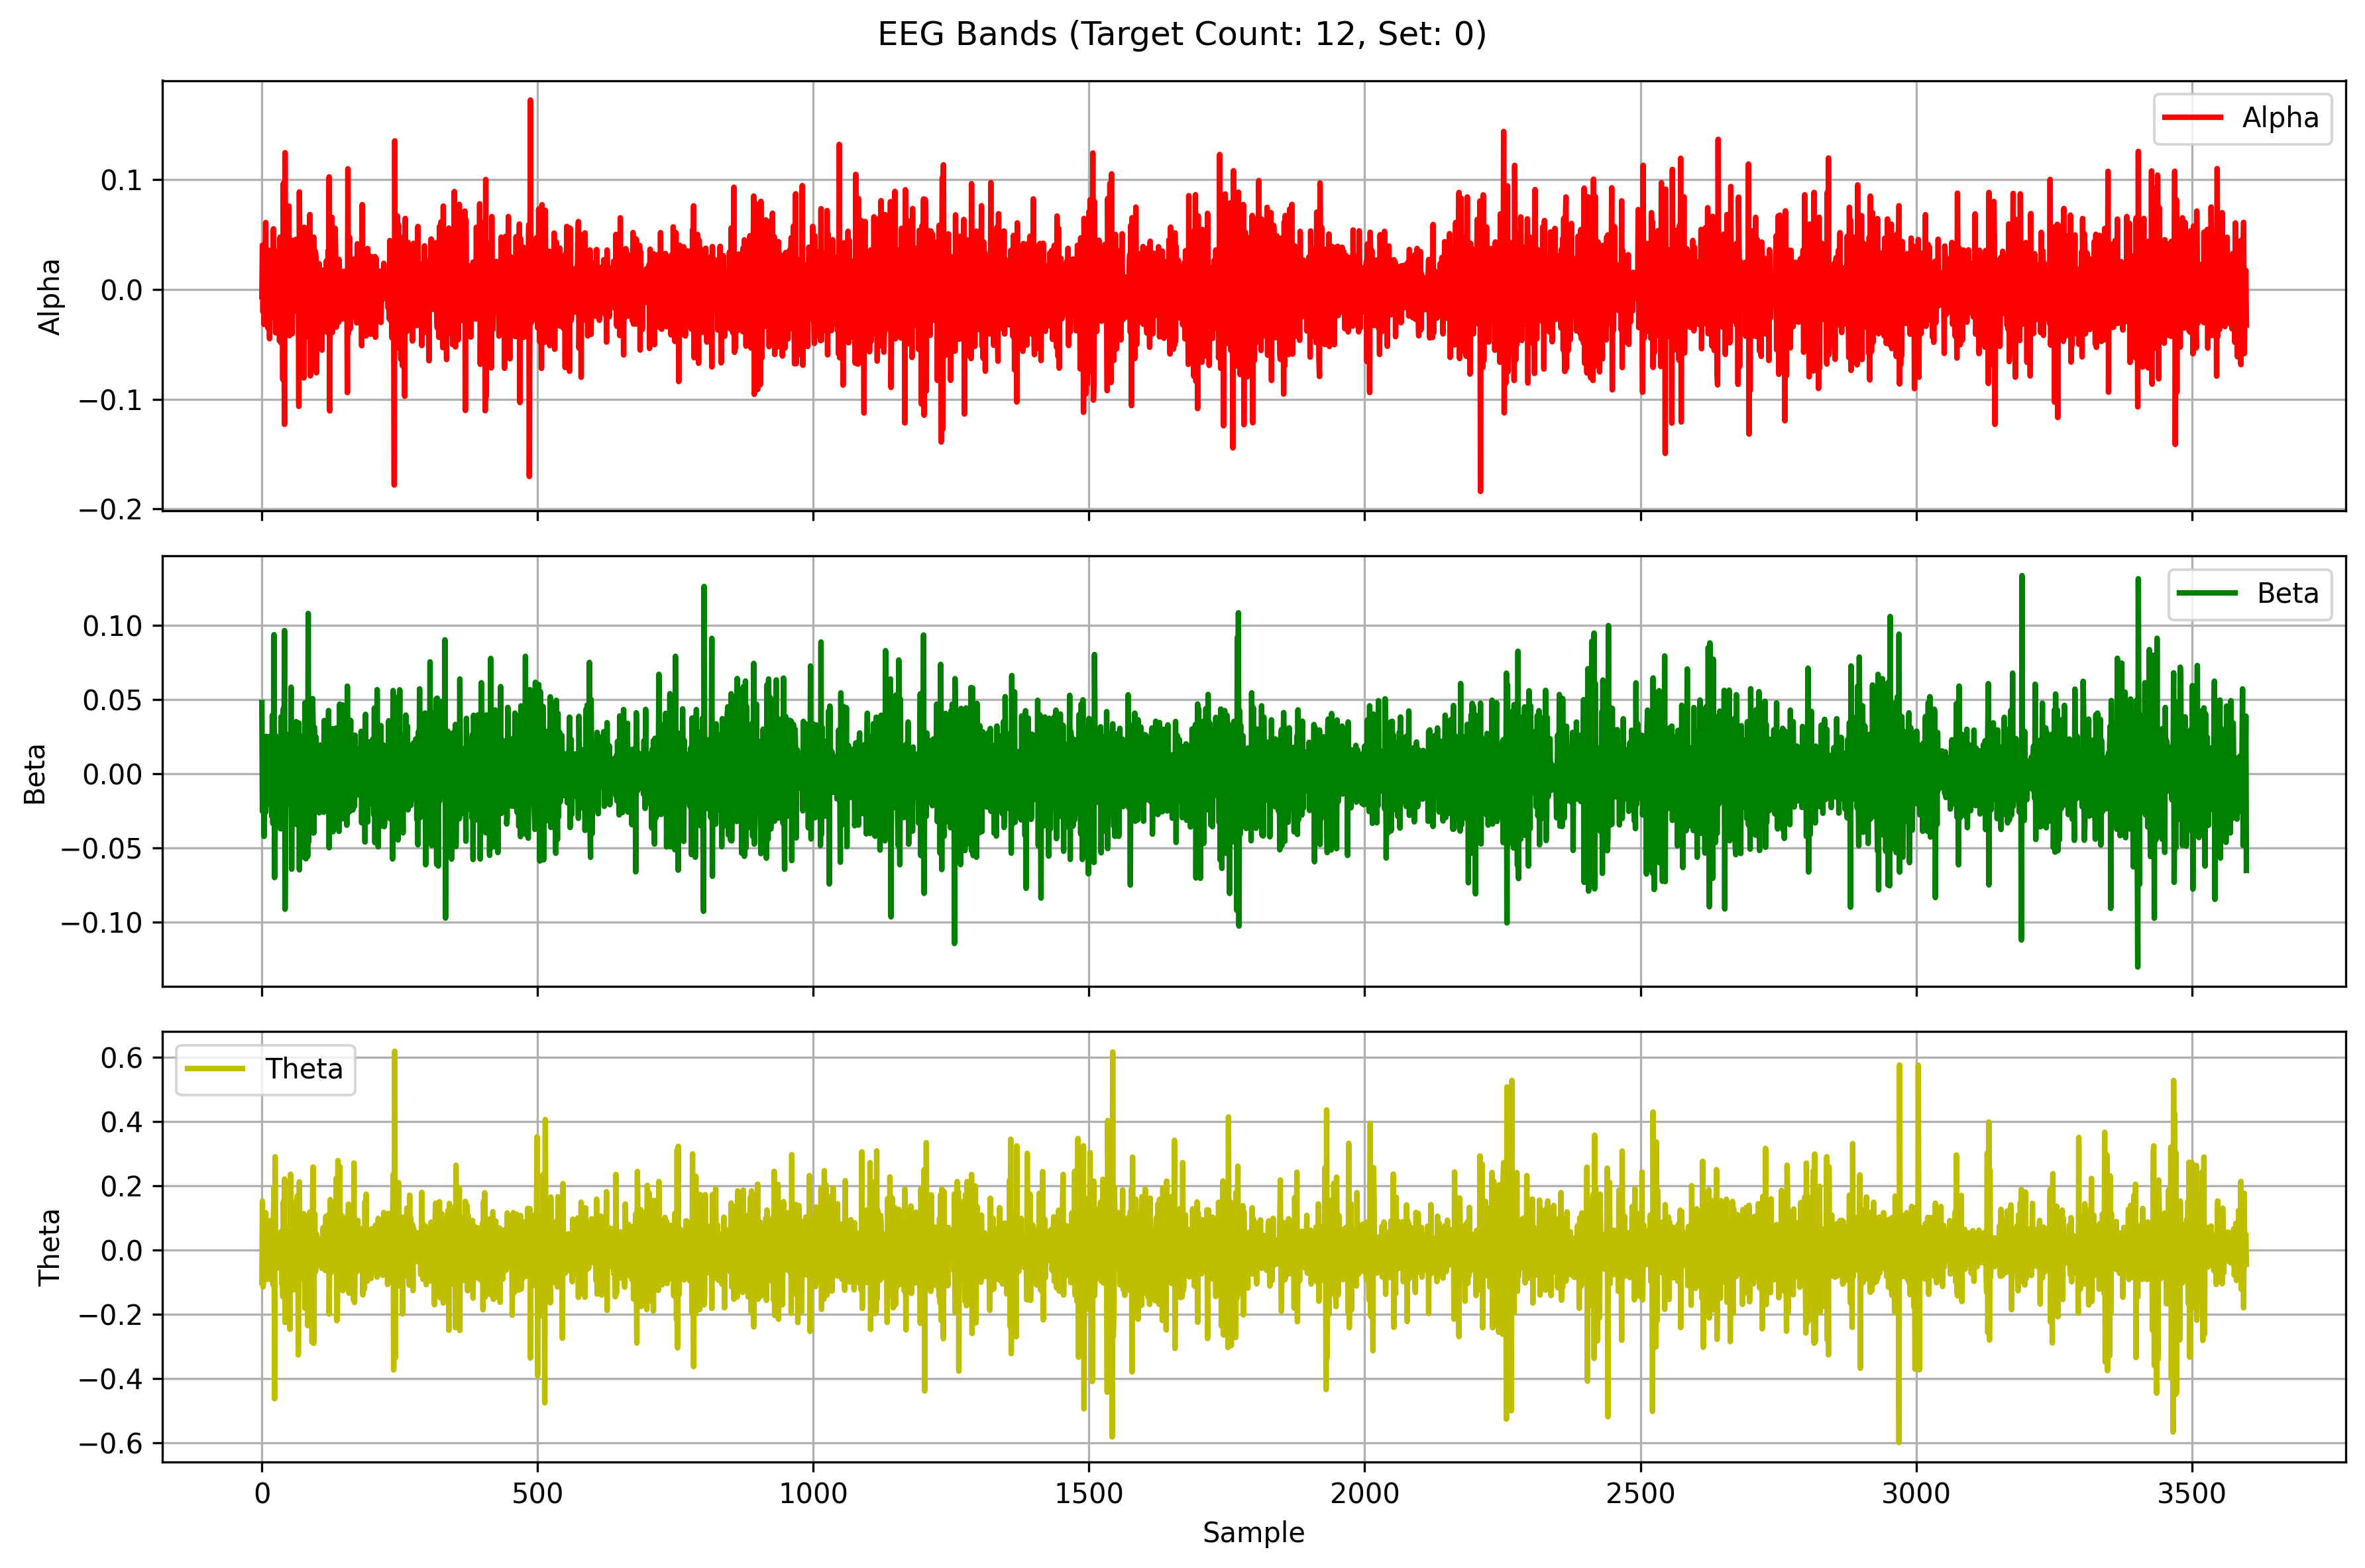 EEG Bands (Target Count: 12, Set: 0)
Alpha
0.1
0.0
−0.1
−0.2
Alpha
Beta
0.10
0.05
0.00
−0.05
−0.10
Beta
Theta
0.6
0.4
0.2
0.0
−0.2
−0.4
−0.6
Theta
0 500 1000 1500 2000 2500 3000 3500
Sample